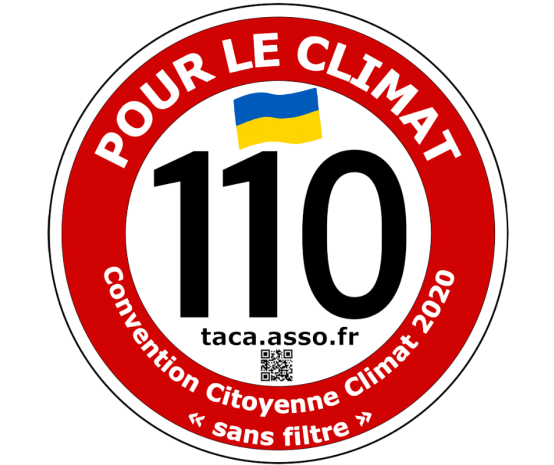 POUR LE CLIMAT
110
taca.asso.fr
Convention Citoyenne Climat 2020
« sans filtre »